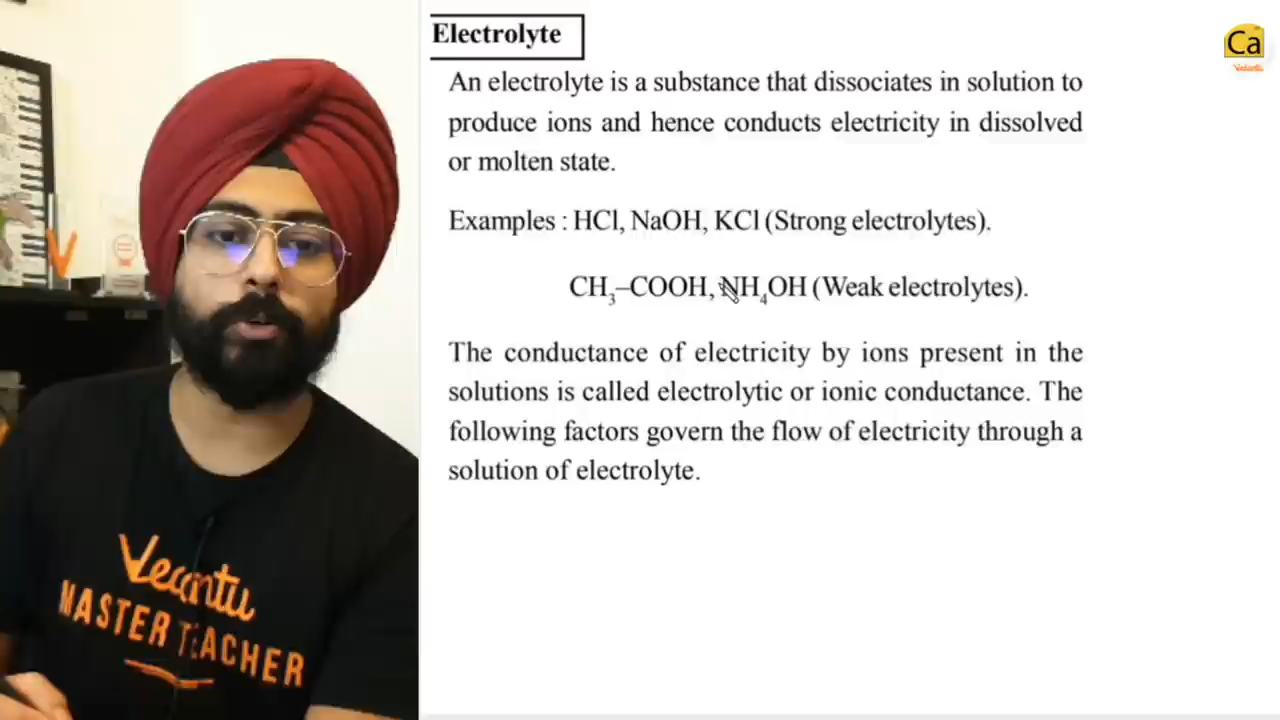 Electrolyte
An electrolyte is a substance that dissociates in solution to
produce ions and hence conducts electricity in dissolved
or molten state.
Examples : HCl, NaOH, KCl (Strong electrolytes).
CH₃–COOH, NH₄OH (Weak electrolytes).
The conductance of electricity by ions present in the
solutions is called electrolytic or ionic conductance. The
following factors govern the flow of electricity through a
solution of electrolyte.
Ca
Vedantu
Vedantu
MASTER TEACHER